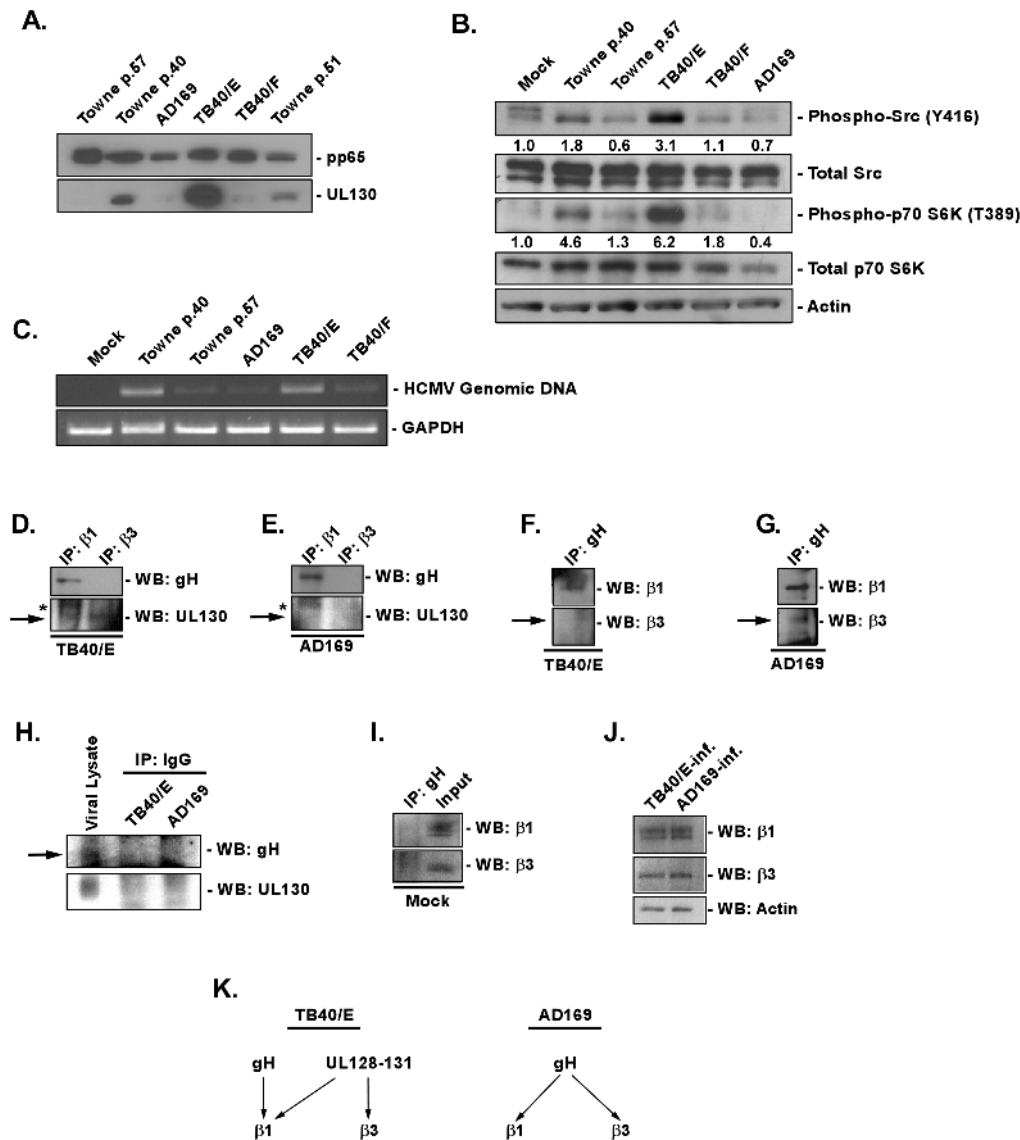 A.
Towne p.57
Towne p.40
AD169
TB40/E
TB40/F
Towne p.51
- pp65
- UL130
B.
Mock
Towne p.40
Towne p.57
TB40/E
TB40/F
AD169
- Phospho-Src (Y416)
1.0 1.8 0.6 3.1 1.1 0.7
- Total Src
- Phospho-p70 S6K (T389)
1.0 4.6 1.3 6.2 1.8 0.4
- Total p70 S6K
- Actin
C.
Mock
Towne p.40
Towne p.57
AD169
TB40/E
TB40/F
- HCMV Genomic DNA
- GAPDH
D.
IP: β1
IP: β3
- WB: gH
* - WB: UL130
TB40/E
E.
IP: β1
IP: β3
- WB: gH
* - WB: UL130
AD169
F.
IP: gH
- WB: β1
- WB: β3
TB40/E
G.
IP: gH
- WB: β1
- WB: β3
AD169
H.
Viral Lysate
IP: IgG
TB40/E
AD169
- WB: gH
- WB: UL130
I.
IP: gH
Input
- WB: β1
- WB: β3
Mock
J.
TB40/E-inf.
AD169-inf.
- WB: β1
- WB: β3
- WB: Actin
K.
TB40/E
gH UL128-131
β1 β3
AD169
gH
β1 β3